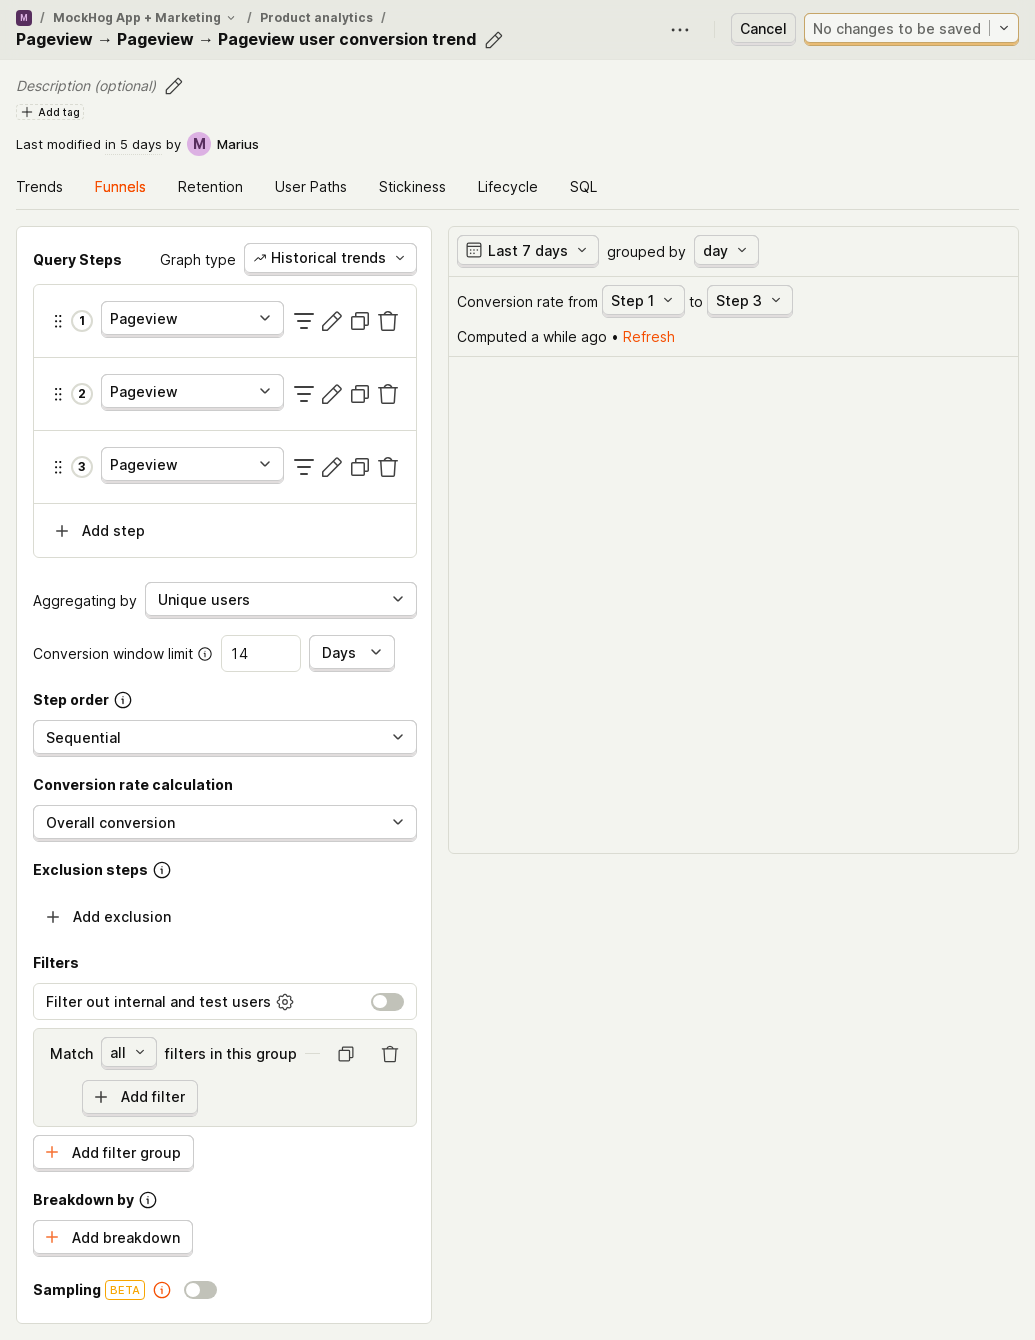 M / MockHog App + Marketing / Product analytics /
Pageview → Pageview → Pageview user conversion trend
Cancel
No changes to be saved
Description (optional)
Add tag
Last modified in 5 days by M Marius
Trends Funnels Retention User Paths Stickiness Lifecycle SQL
Query Steps Graph type Historical trends
1 Pageview
2 Pageview
3 Pageview
Add step
Aggregating by Unique users
Conversion window limit 14 Days
Step order
Sequential
Conversion rate calculation
Overall conversion
Exclusion steps
Add exclusion
Filters
Filter out internal and test users
Match all filters in this group
Add filter
Add filter group
Breakdown by
Add breakdown
Sampling BETA
Last 7 days grouped by day
Conversion rate from Step 1 to Step 3
Computed a while ago • Refresh